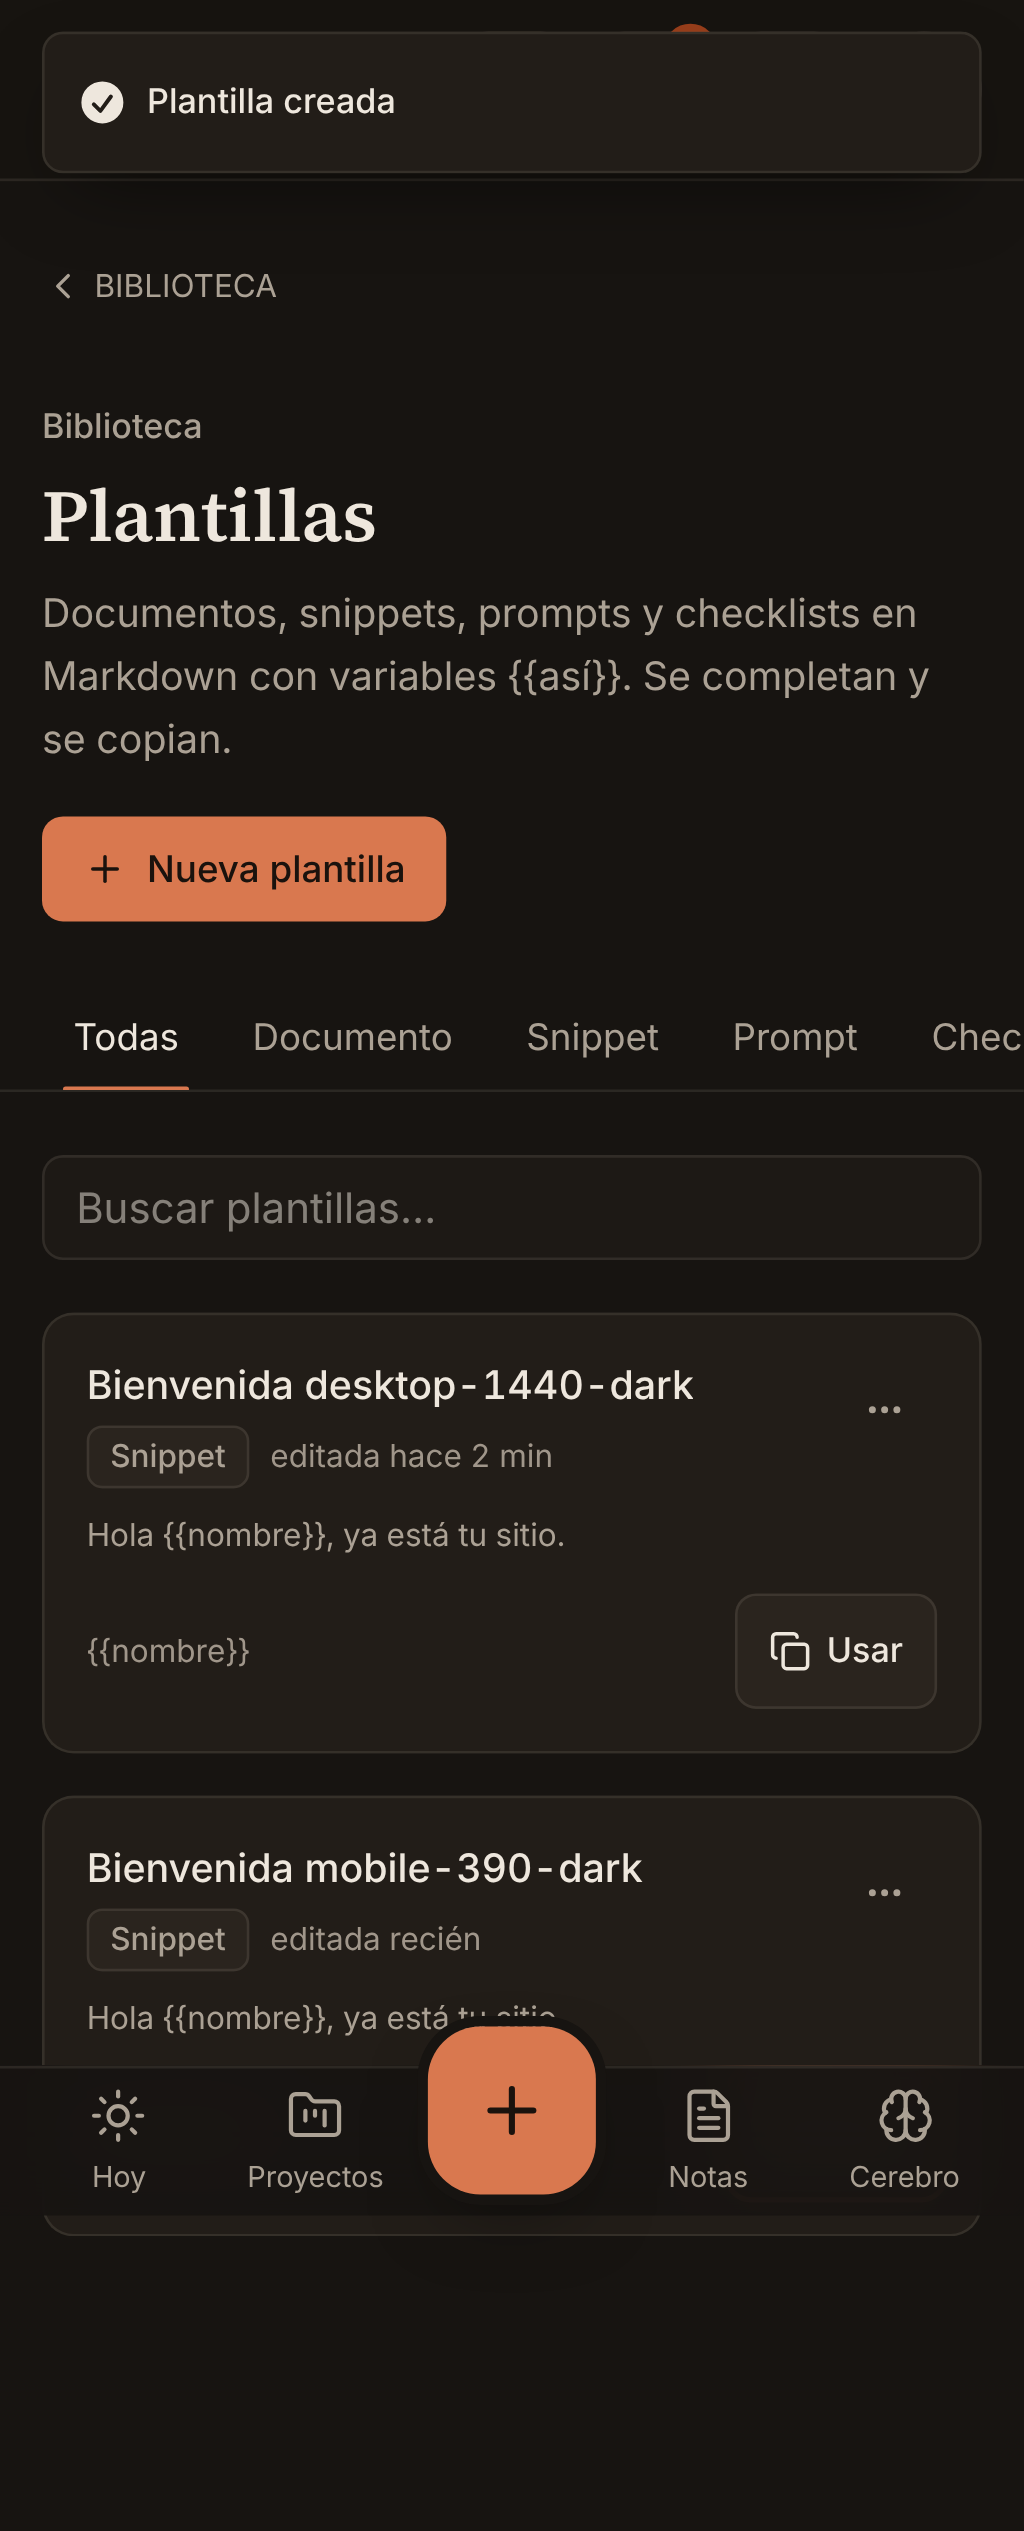 Plantilla creada
BIBLIOTECA
Biblioteca
Plantillas
Documentos, snippets, prompts y checklists en
Markdown con variables {{así}}. Se completan y
se copian.
Nueva plantilla
Todas Documento Snippet Prompt Chec
Buscar plantillas...
Bienvenida desktop-1440-dark
Snippet editada hace 2 min
Hola {{nombre}}, ya está tu sitio.
{{nombre}} Usar
Bienvenida mobile-390-dark
Snippet editada recién
Hola {{nombre}}, ya está tu sitio.
Hoy Proyectos Notas Cerebro